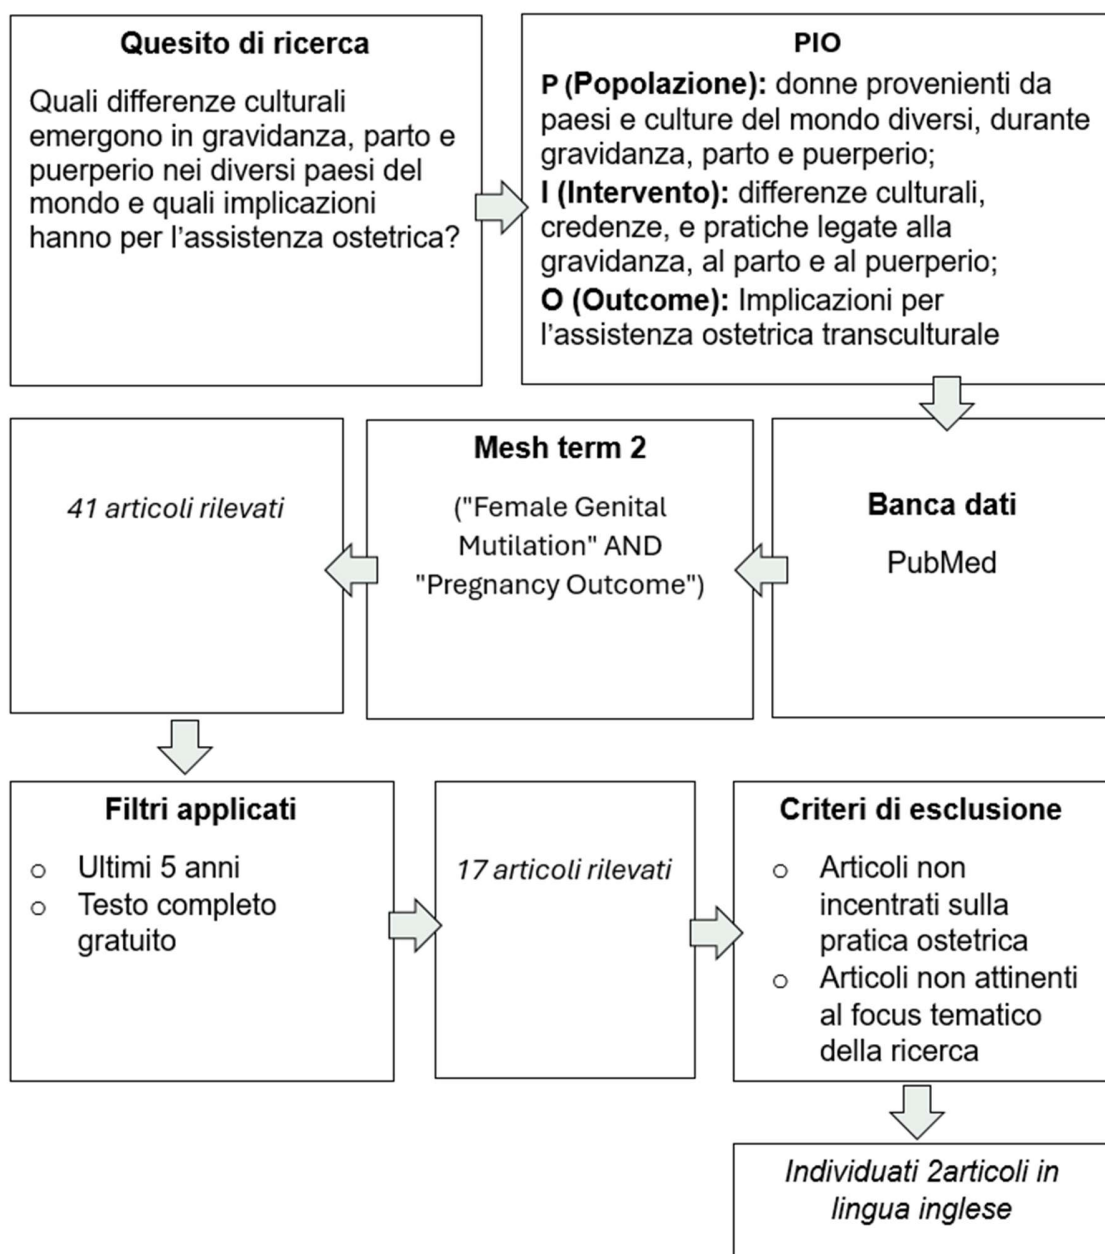 Quesito di ricerca
Quali differenze culturali
emergono in gravidanza, parto e
puerperio nei diversi paesi del
mondo e quali implicazioni
hanno per l'assistenza ostetrica?
PIO
P (Popolazione): donne provenienti da
paesi e culture del mondo diversi, durante
gravidanza, parto e puerperio;
I (Intervento): differenze culturali,
credenze, e pratiche legate alla
gravidanza, al parto e al puerperio;
O (Outcome): Implicazioni per
l'assistenza ostetrica transculturale
Banca dati
PubMed
Mesh term 2
("Female Genital
Mutilation" AND
"Pregnancy Outcome")
41 articoli rilevati
Filtri applicati
o Ultimi 5 anni
o Testo completo
gratuito
17 articoli rilevati
Criteri di esclusione
o Articoli non
incentrati sulla
pratica ostetrica
o Articoli non attinenti
al focus tematico
della ricerca
Individuati 2articoli in
lingua inglese